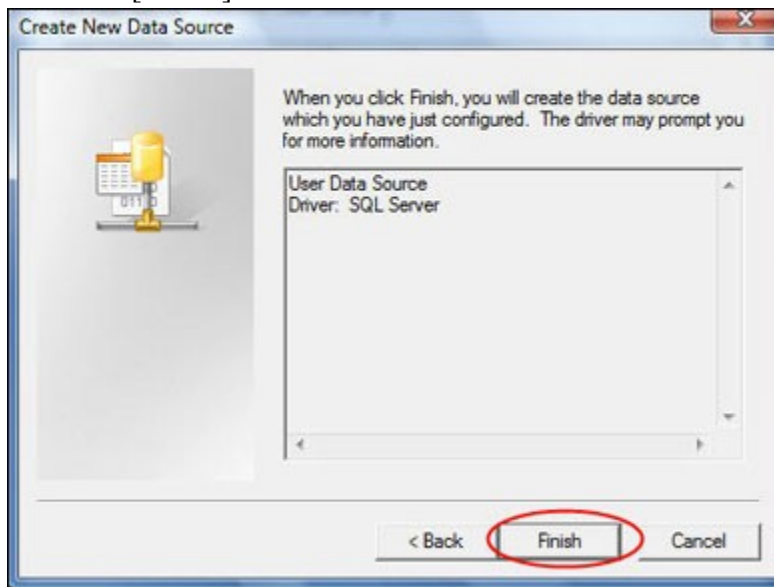 Create New Data Source
When you click Finish, you will create the data source
which you have just configured. The driver may prompt you
for more information.
User Data Source
Driver: SQL Server
< Back
Finish
Cancel